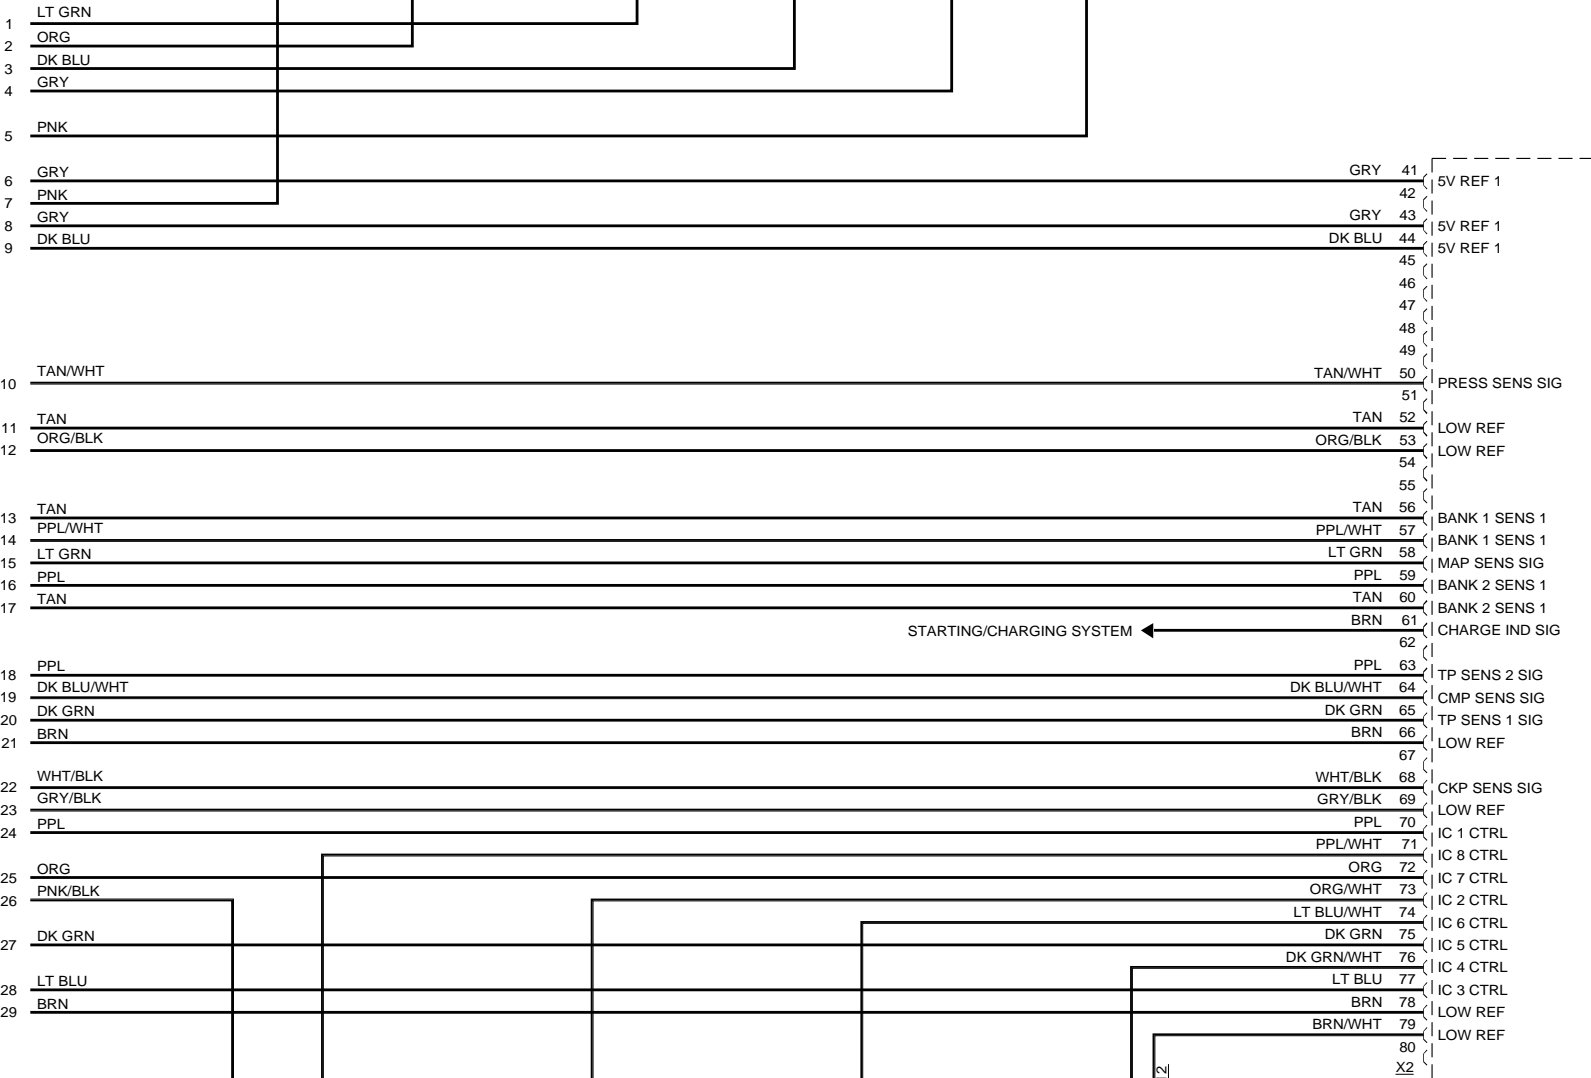 1 LT GRN
2 ORG
3 DK BLU
4 GRY
5 PNK
6 GRY GRY 41 5V REF 1
7 PNK 42
8 GRY GRY 43 5V REF 1
9 DK BLU DK BLU 44 5V REF 1
45
46
47
48
49
10 TAN/WHT TAN/WHT 50 PRESS SENS SIG
51
11 TAN TAN 52 LOW REF
12 ORG/BLK ORG/BLK 53 LOW REF
54
55
13 TAN TAN 56 BANK 1 SENS 1
14 PPL/WHT PPL/WHT 57 BANK 1 SENS 1
15 LT GRN LT GRN 58 MAP SENS SIG
16 PPL PPL 59 BANK 2 SENS 1
17 TAN TAN 60 BANK 2 SENS 1
STARTING/CHARGING SYSTEM BRN 61 CHARGE IND SIG
62
18 PPL PPL 63 TP SENS 2 SIG
19 DK BLU/WHT DK BLU/WHT 64 CMP SENS SIG
20 DK GRN DK GRN 65 TP SENS 1 SIG
21 BRN BRN 66 LOW REF
67
22 WHT/BLK WHT/BLK 68 CKP SENS SIG
23 GRY/BLK GRY/BLK 69 LOW REF
24 PPL PPL 70 IC 1 CTRL
PPL/WHT 71 IC 8 CTRL
25 ORG ORG 72 IC 7 CTRL
26 PNK/BLK ORG/WHT 73 IC 2 CTRL
LT BLU/WHT 74 IC 6 CTRL
27 DK GRN DK GRN 75 IC 5 CTRL
DK GRN/WHT 76 IC 4 CTRL
28 LT BLU LT BLU 77 IC 3 CTRL
29 BRN BRN 78 LOW REF
BRN/WHT 79 LOW REF
80
X2